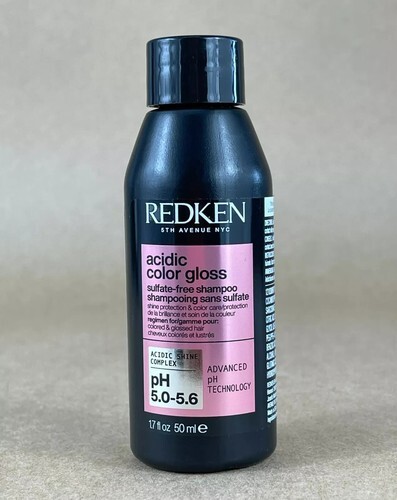 REDKEN
5TH AVENUE NYC
acidic
color gloss
sulfate-free shampoo
shampooing sans sulfate
shine protection & color care/protection
de la brillance et soin de la couleur
regimen for/gamme pour:
colored & glossed hair
cheveux colorés et lustrés
ACIDIC SHINE
COMPLEX
pH
5.0-5.6
ADVANCED
pH
TECHNOLOGY
1.7 fl oz 50 ml e